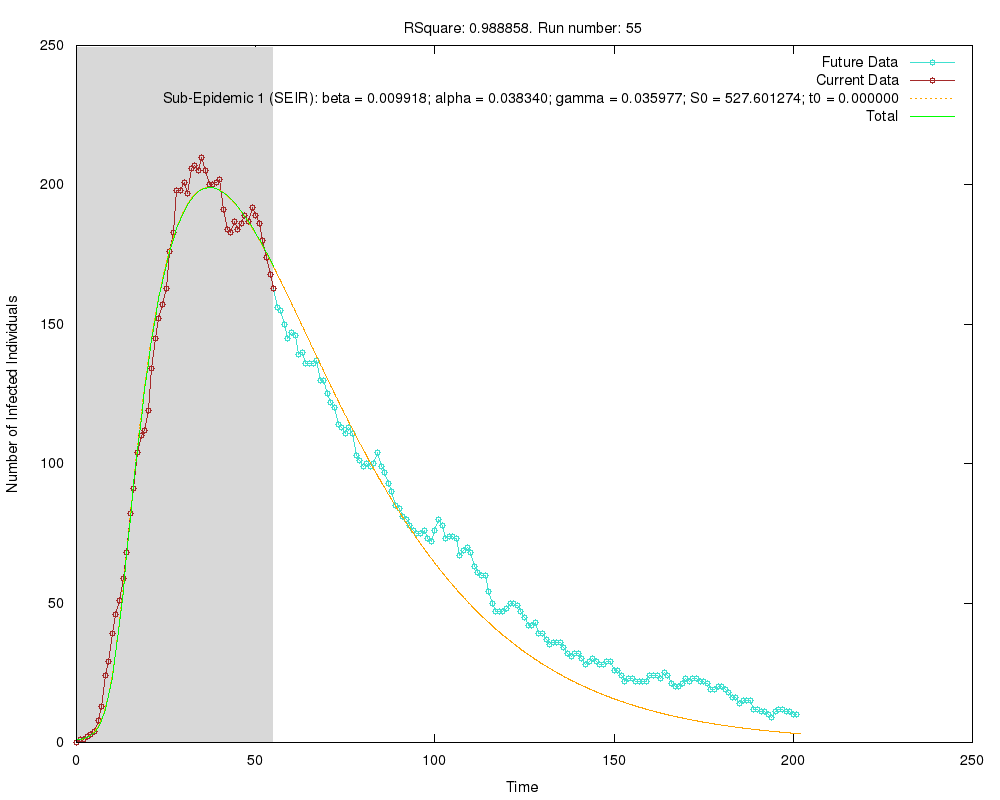 RSquare: 0.988858. Run number: 55
250
200
150
100
50
0
Number of Infected Individuals
Future Data
Current Data
Sub-Epidemic 1 (SEIR): beta = 0.009918; alpha = 0.038340; gamma = 0.035977; S0 = 527.601274; t0 = 0.000000
Total
0 50 100 150 200 250
Time